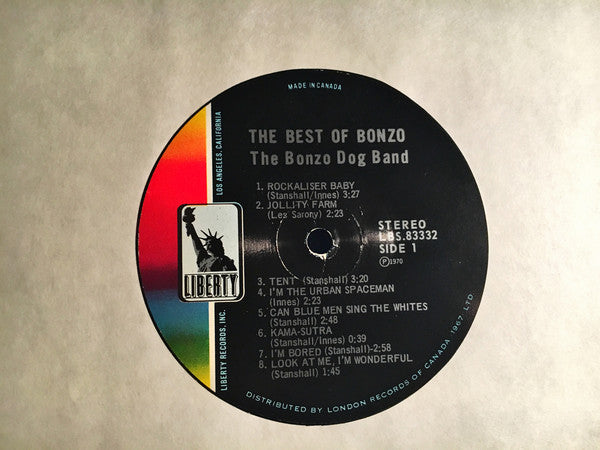 MADE IN CANADA
THE BEST OF BONZO
The Bonzo Dog Band
1. ROCKALISER BABY
(Stanshall/Innes) 3:27
2. JOLLITY FARM
(Lez Sarony) 2:23
STEREO
LBS.83332
SIDE 1
Ⓟ1970
3. TENT (Stanshall) 3:20
4. I'M THE URBAN SPACEMAN
(Innes) 2:23
5. CAN BLUE MEN SING THE WHITES
(Stanshall) 2:48
6. KAMA-SUTRA
(Stanshall/Innes) 0:39
7. I'M BORED (Stanshall)-2:58
8. LOOK AT ME, I'M WONDERFUL
(Stanshall) 1:45
LIBERTY
LIBERTY RECORDS, INC.
LOS ANGELES, CALIFORNIA
DISTRIBUTED BY LONDON RECORDS OF CANADA 1967 LTD.